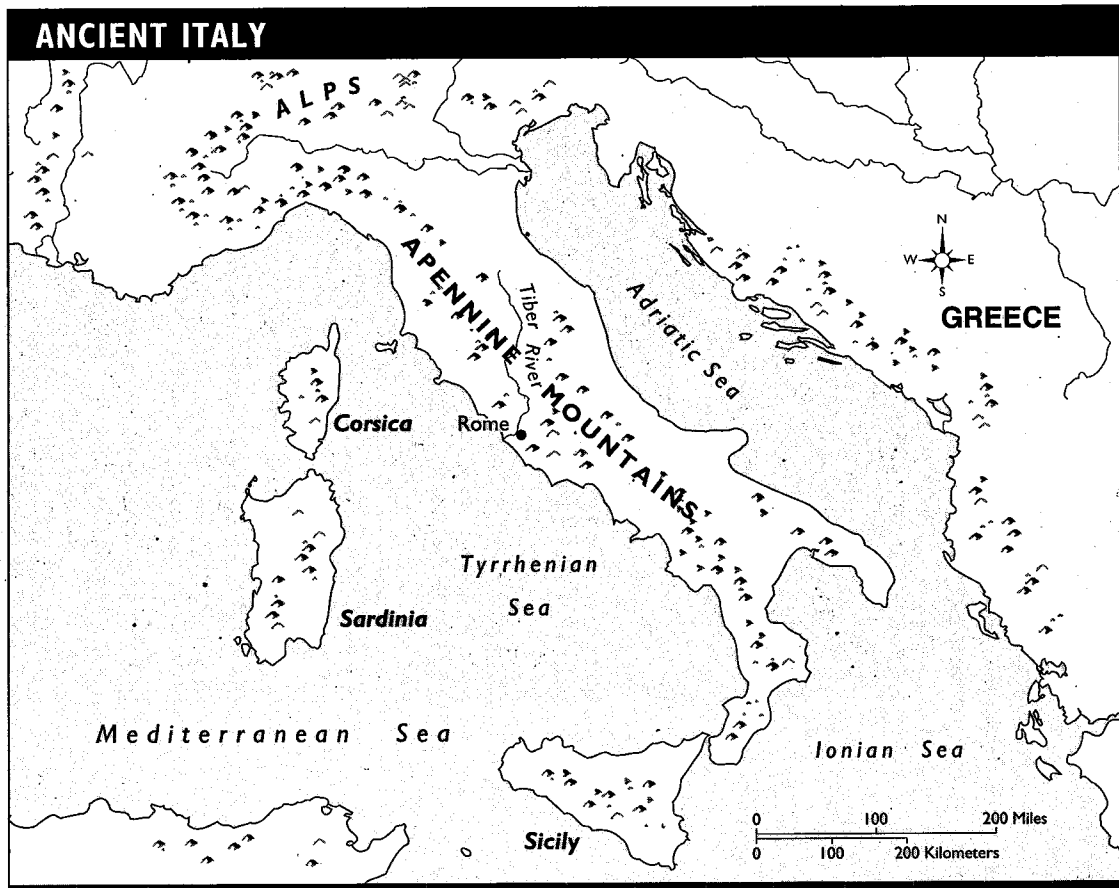 ANCIENT ITALY
ALPS
N
W E
S
GREECE
APENNINE
MOUNTAINS
Tiber River
Adriatic Sea
Corsica
Rome
Tyrrhenian
Sea
Sardinia
Mediterranean Sea
Ionian Sea
Sicily
0 100 200 Miles
0 100 200 Kilometers